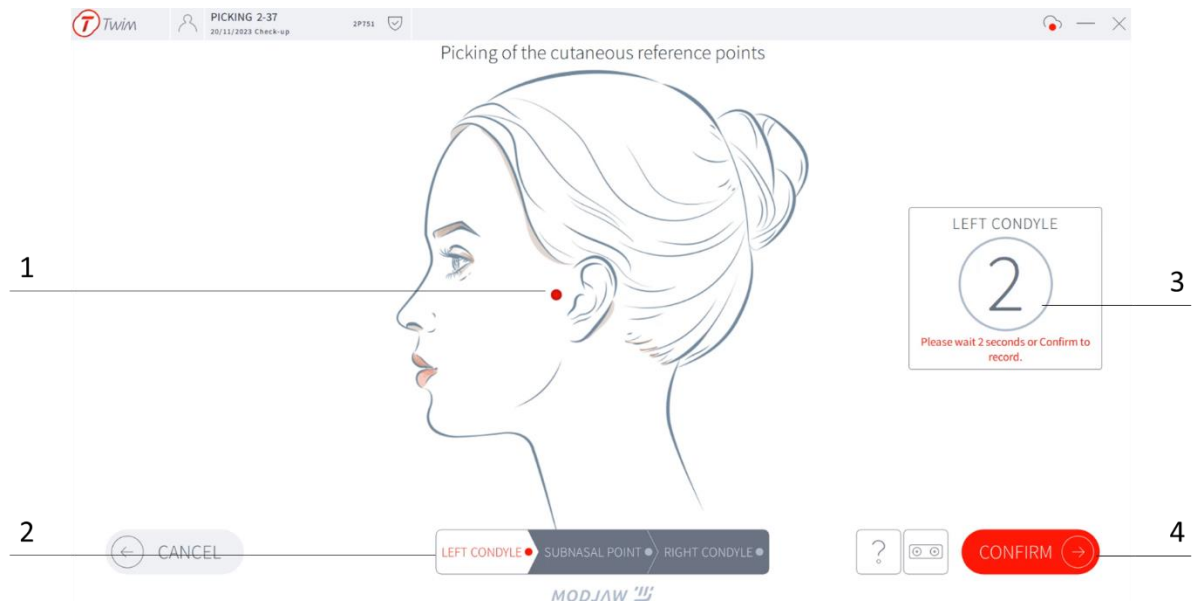 Twim
PICKING 2-37
20/11/2023 Check-up
2PT51
Picking of the cutaneous reference points
1
LEFT CONDYLE
2
3
Please wait 2 seconds or Confirm to
record.
2
CANCEL
LEFT CONDYLE
SUBNASAL POINT
RIGHT CONDYLE
?
CONFIRM
4
MODJAW